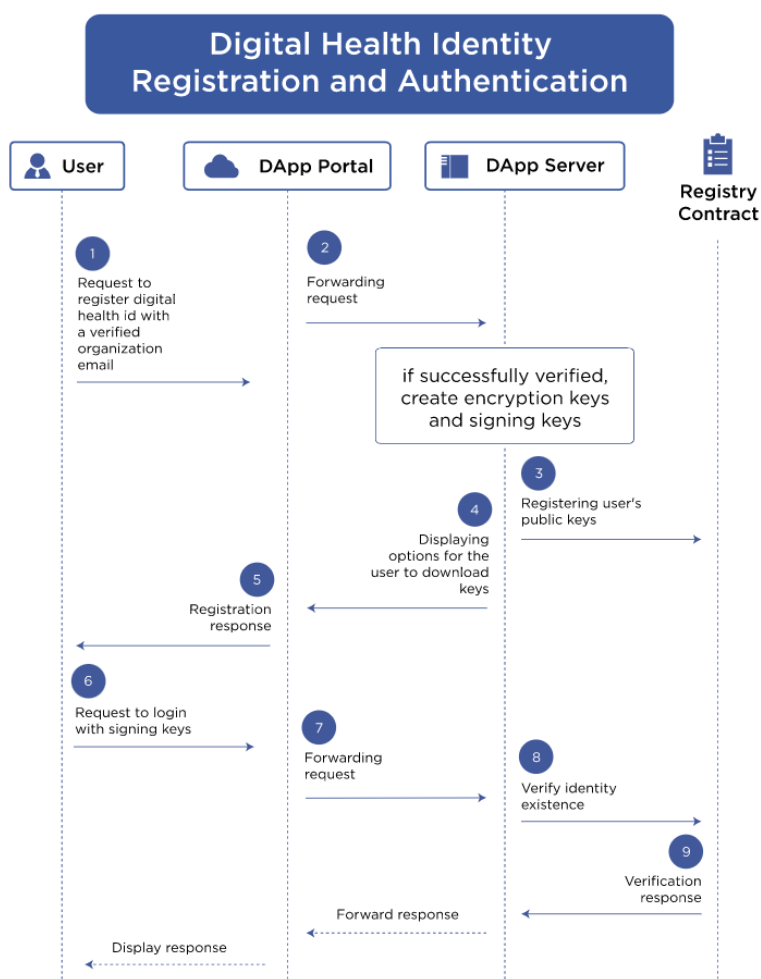 Digital Health Identity
Registration and Authentication
User
DApp Portal
DApp Server
Registry
Contract
1
Request to
register digital
health id with
a verified
organization
email
2
Forwarding
request
if successfully verified,
create encryption keys
and signing keys
3
Registering user's
public keys
4
Displaying
options for the
user to download
keys
5
Registration
response
6
Request to login
with signing keys
7
Forwarding
request
8
Verify identity
existence
9
Verification
response
Forward response
Display response